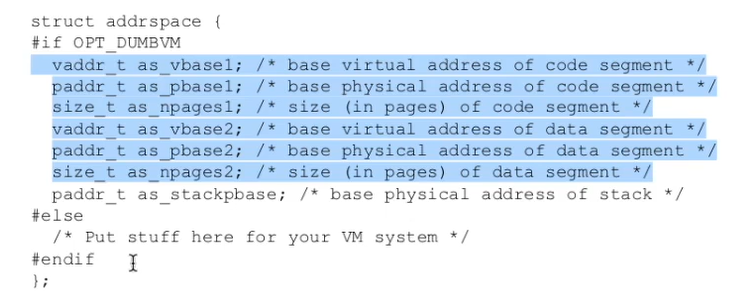 struct addrspace {
#if OPT_DUMBVM
vaddr_t as_vbase1; /* base virtual address of code segment */
paddr_t as_pbase1; /* base physical address of code segment */
size_t as_npages1; /* size (in pages) of code segment */
vaddr_t as_vbase2; /* base virtual address of data segment */
paddr_t as_pbase2; /* base physical address of data segment */
size_t as_npages2; /* size (in pages) of data segment */
paddr_t as_stackpbase; /* base physical address of stack */
#else
/* Put stuff here for your VM system */
#endif
};